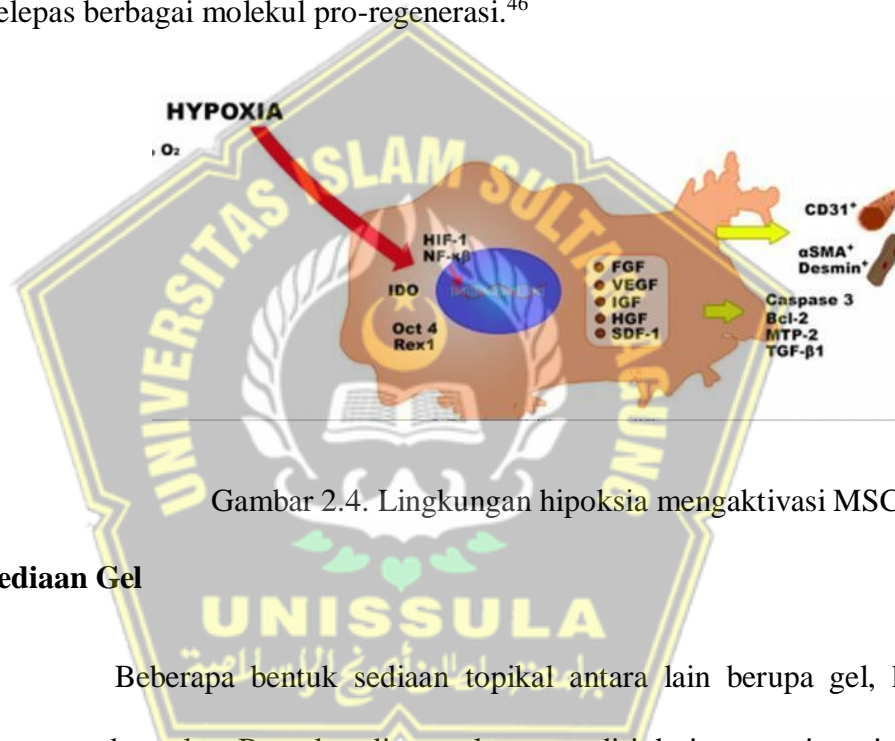 elepas berbagai molekul pro-regenerasi.46
HYPOXIA
O₂
UNIVERSITAS ISLAM SULTAN AGUNG
HIF-1
NF-κβ
IDO
Oct 4
Rex1
FGF
VEGF
IGF
HGF
SDF-1
CD31+
αSMA+
Desmin+
Caspase 3
Bcl-2
MTP-2
TGF-β1
Gambar 2.4. Lingkungan hipoksia mengaktivasi MSC
ediaan Gel
UNISSULA
Beberapa bentuk sediaan topikal antara lain berupa gel,